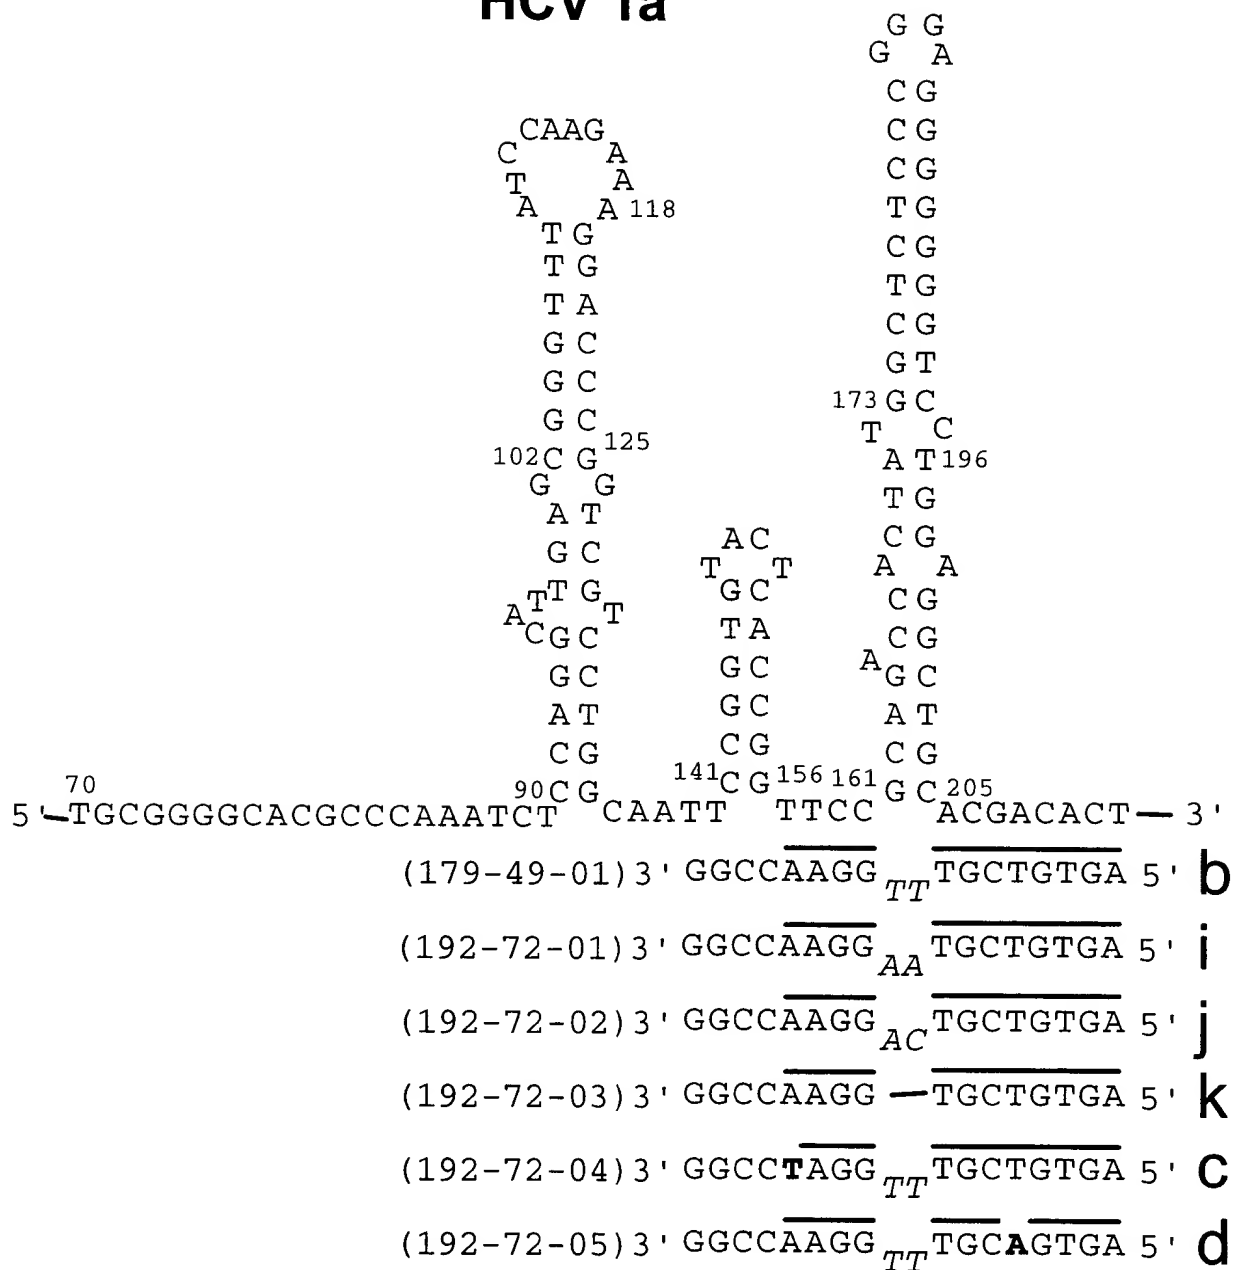 HCV 1a
G G
G A
C G
C G
CAAG
C A
C G
T A
T G
A A 118
T G
C G
T G
T G
T A
C G
G C
G T
G C
173 G C
G C
T C
125
102 C G
A T 196
G G
T G
A T
A C
C G
G C
T T
A A
T T G
G C
C G
A T
C G C
T A
C G
A
G C
G C
G C
A T
G C
A T
C G
C G
C G
70
141 C G 156 161 G C 205
90 C G
5'—TGCGGGGCACGCCCAAATCT CAATT TTCC ACGACACT—3'
(179-49-01)3' GGCCAAGG TT TGCTGTGA 5' b
(192-72-01)3' GGCCAAGG AA TGCTGTGA 5' i
(192-72-02)3' GGCCAAGG AC TGCTGTGA 5' j
(192-72-03)3' GGCCAAGG — TGCTGTGA 5' k
(192-72-04)3' GGCCTAGG TT TGCTGTGA 5' c
(192-72-05)3' GGCCAAGG TT TGCAGTGA 5' d